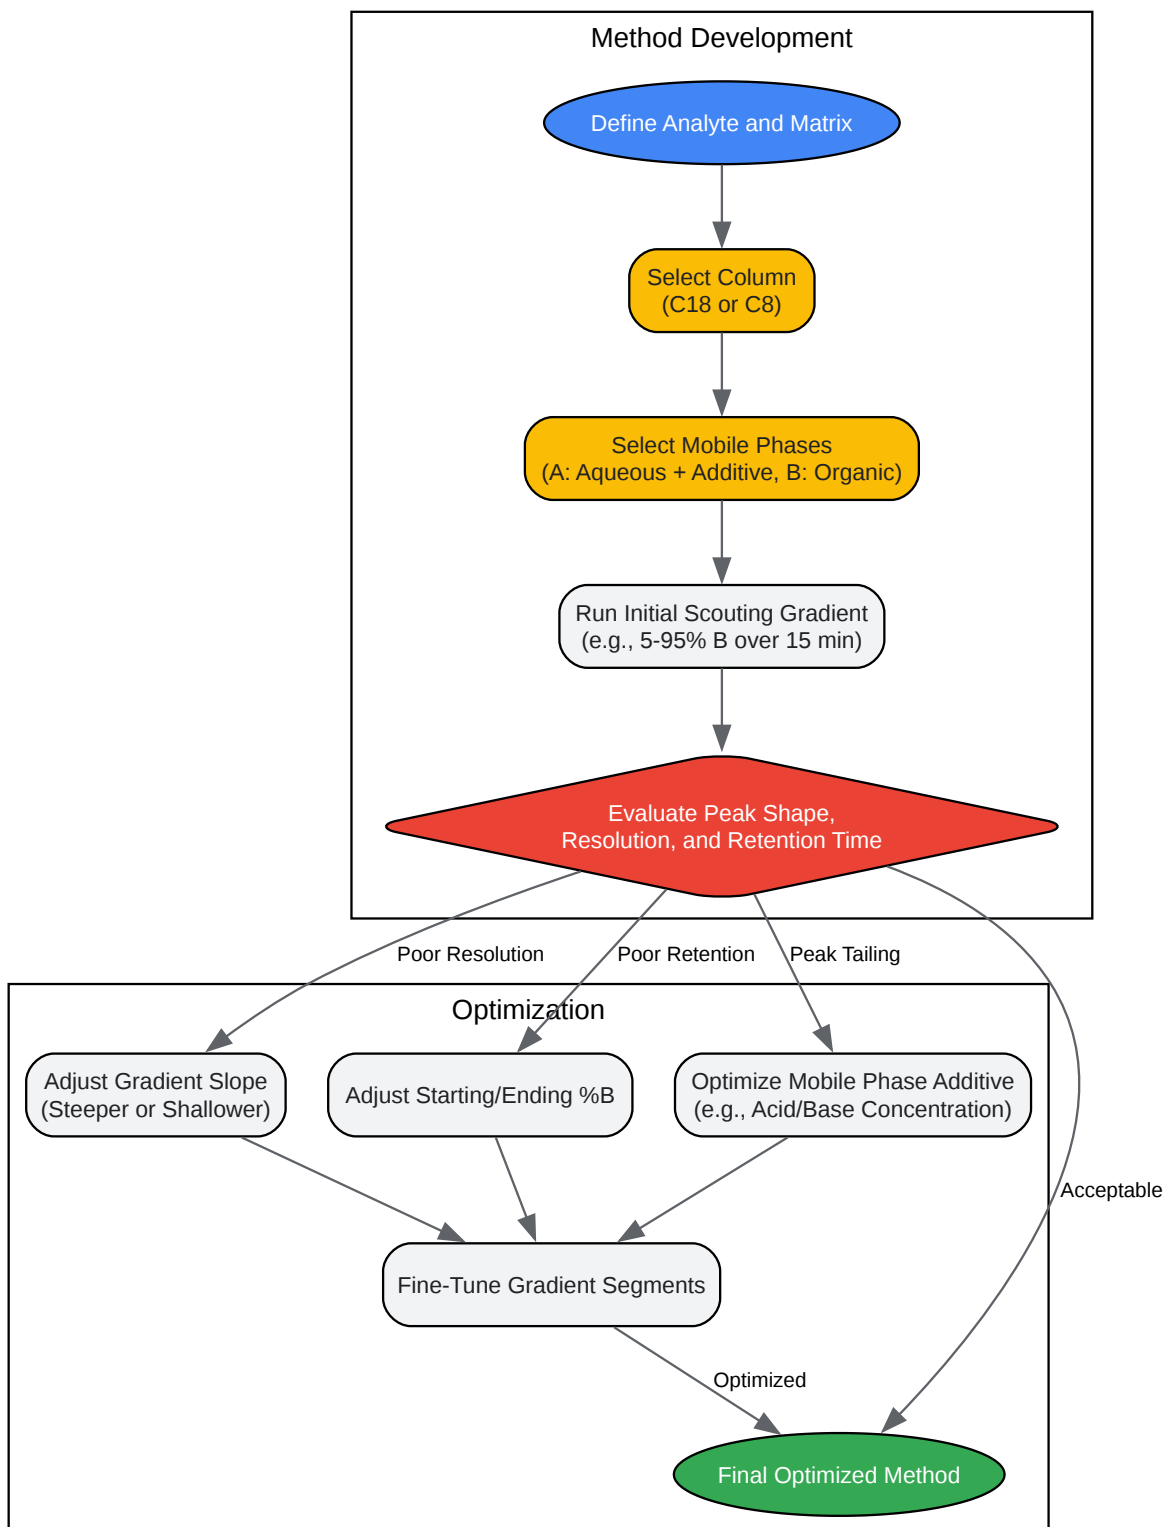 Method Development
Define Analyte and Matrix
Select Column
(C18 or C8)
Select Mobile Phases
(A: Aqueous + Additive, B: Organic)
Run Initial Scouting Gradient
(e.g., 5-95% B over 15 min)
Evaluate Peak Shape,
Resolution, and Retention Time
Poor Resolution
Poor Retention
Peak Tailing
Optimization
Adjust Gradient Slope
(Steeper or Shallower)
Adjust Starting/Ending %B
Optimize Mobile Phase Additive
(e.g., Acid/Base Concentration)
Acceptable
Fine-Tune Gradient Segments
Optimized
Final Optimized Method